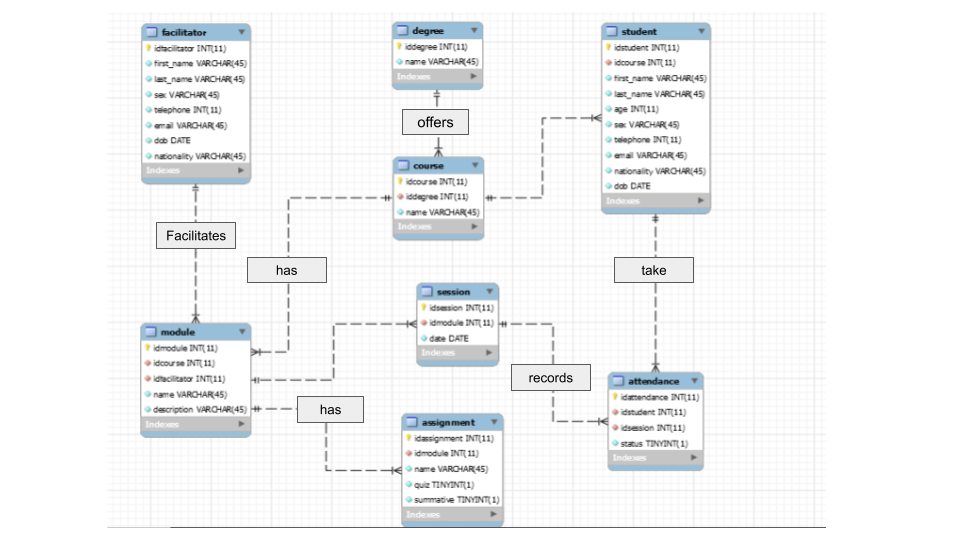 facilitator
idfacilitator INT(11)
first_name VARCHAR(45)
last_name VARCHAR(45)
sex VARCHAR(45)
telephone INT(11)
email VARCHAR(45)
dob DATE
nationality VARCHAR(45)
Indexes
degree
iddegree INT(11)
name VARCHAR(45)
Indexes
student
idstudent INT(11)
idcourse INT(11)
first_name VARCHAR(45)
last_name VARCHAR(45)
age INT(11)
sex VARCHAR(45)
telephone INT(11)
email VARCHAR(45)
nationality VARCHAR(45)
dob DATE
Indexes
offers
course
idcourse INT(11)
iddegree INT(11)
name VARCHAR(45)
Indexes
Facilitates
has
take
session
idsession INT(11)
idmodule INT(11)
date DATE
Indexes
module
idmodule INT(11)
idcourse INT(11)
idfacilitator INT(11)
name VARCHAR(45)
description VARCHAR(45)
Indexes
records
has
attendance
idattendance INT(11)
idstudent INT(11)
idsession INT(11)
status TINYINT(1)
Indexes
assignment
idassignment INT(11)
idmodule INT(11)
name VARCHAR(45)
quiz TINYINT(1)
summative TINYINT(1)
Indexes